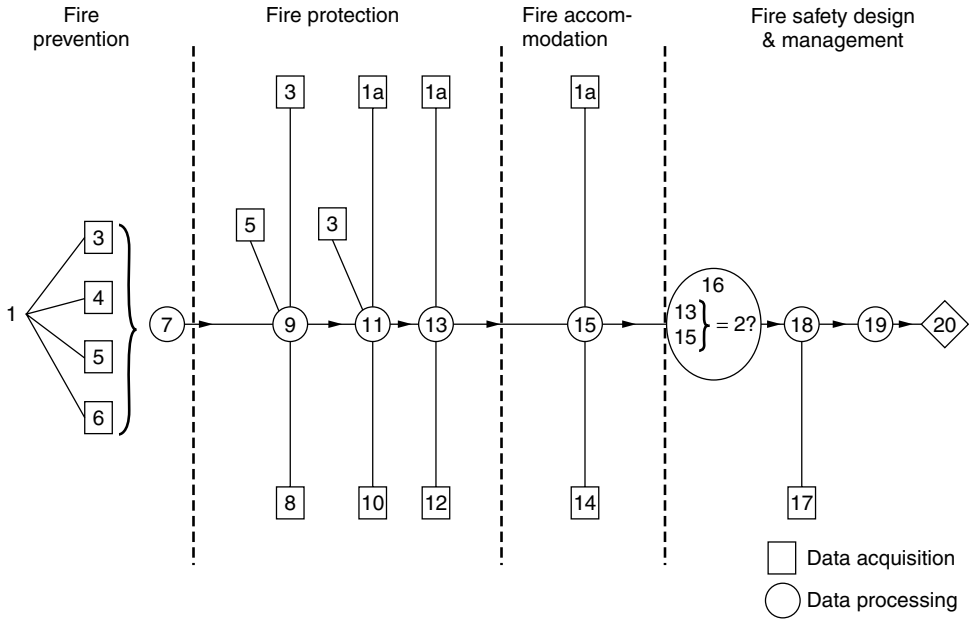 Fire
prevention
Fire protection
Fire accom-
modation
Fire safety design
& management
3
1a
1a
1a
5
3
3
4
1
5
6
7
9
11
13
15
16
13
15
} = 2?
18
19
20
8
10
12
14
17
Data acquisition
Data processing